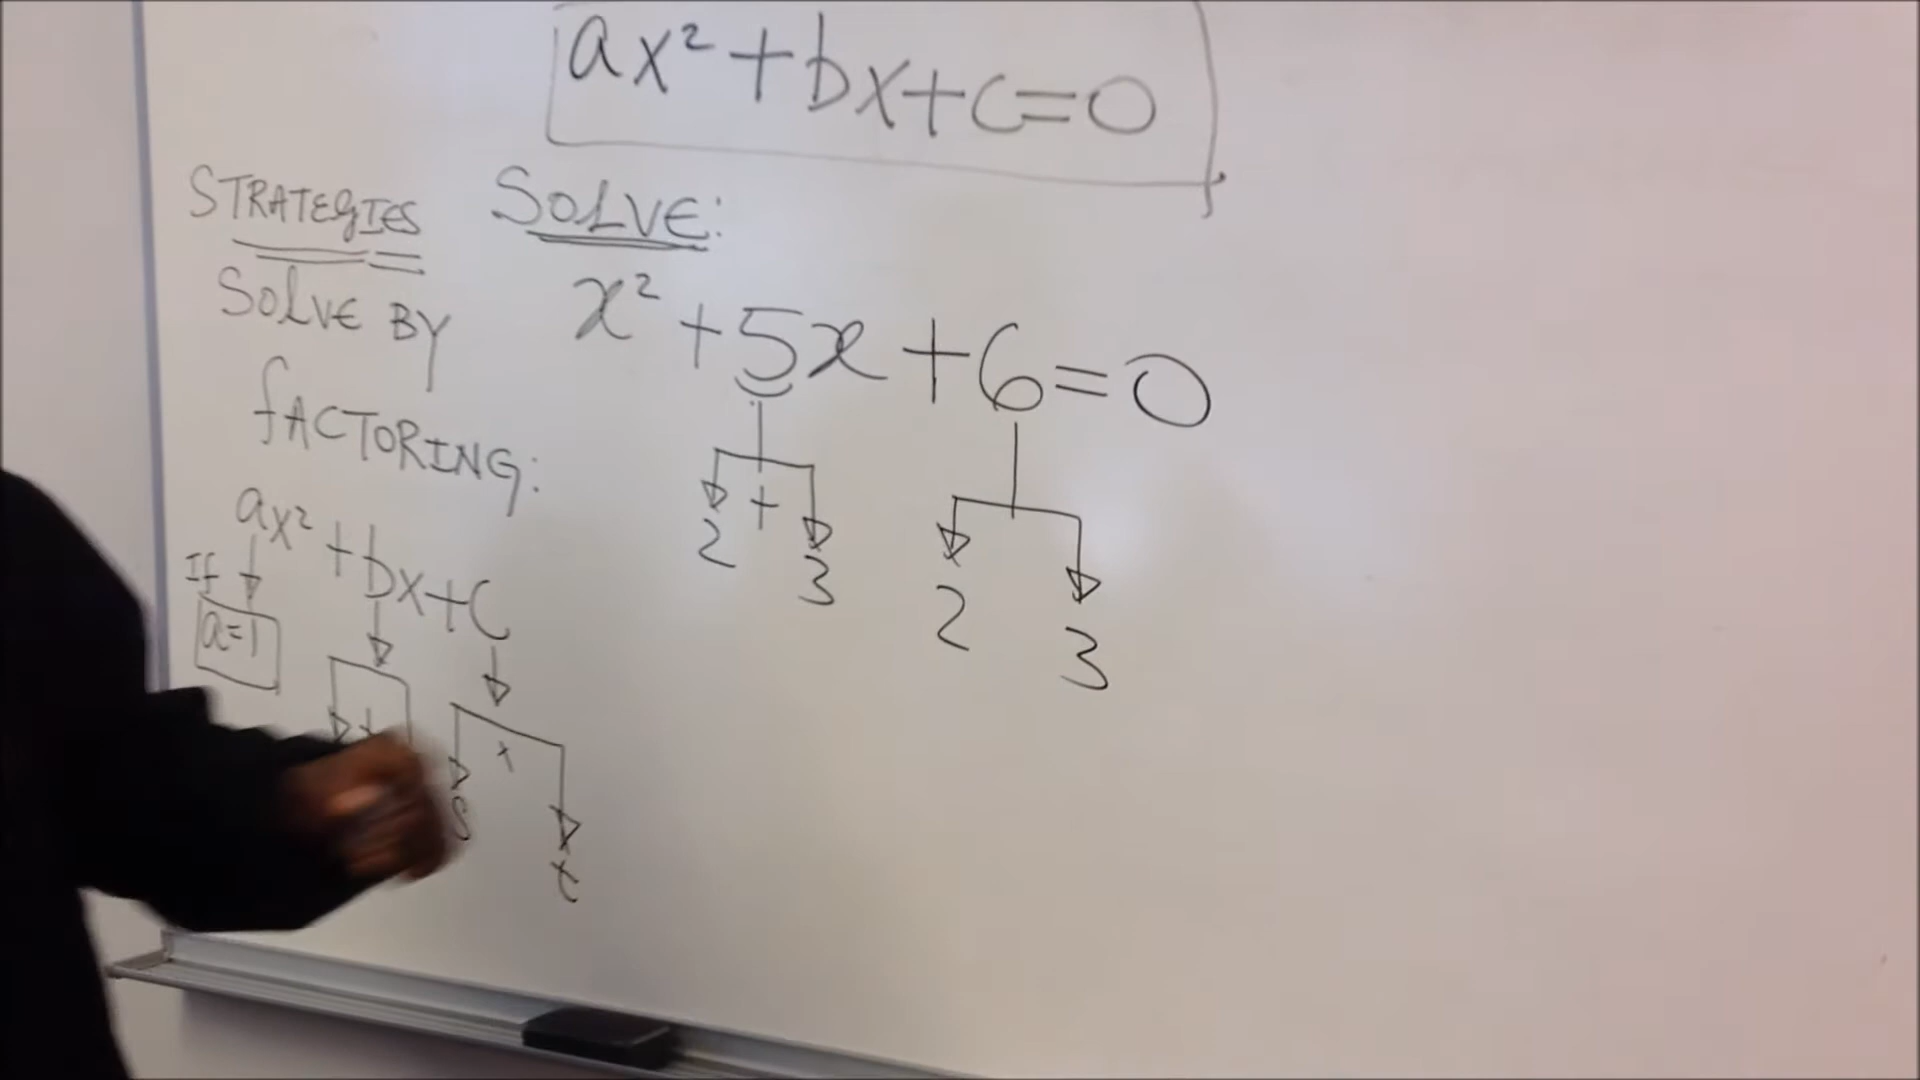 ax² + bx + c = 0
STRATEGIES
SOLVE BY
fACTORING:
ax² + bx + c
If
a=1
+
x
s
t
SOLVE:
x² + 5x + 6 = 0
2 + 3
2 3